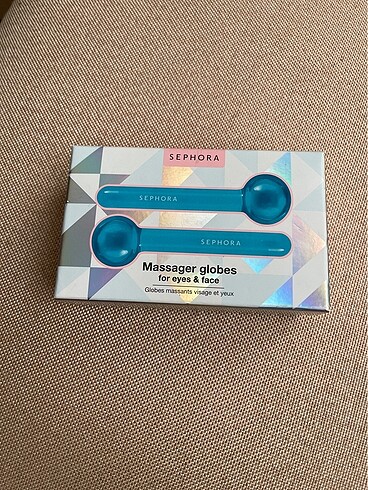 SEPHORA
SEPHORA
SEPHORA
Massager globes
for eyes & face
Globes massants visage et yeux